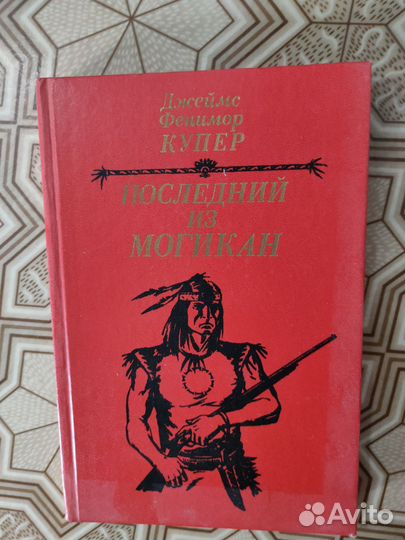 Джеймс
Фенимор
КУПЕР
ПОСЛЕДНИЙ
ИЗ
МОГИКАН
Avito